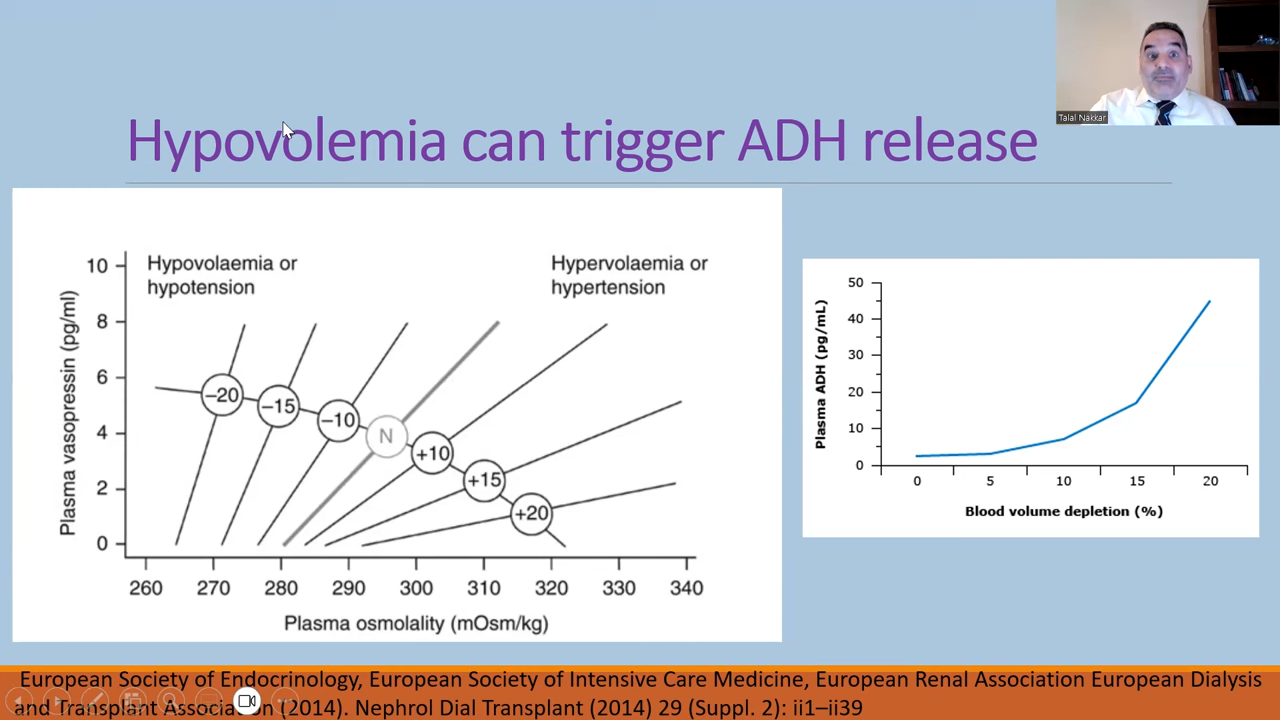 Talal Nakkar
Hypovolemia can trigger ADH release
Hypovolaemia or
hypotension
Hypervolaemia or
hypertension
Plasma vasopressin (pg/ml)
10
8
6
4
2
0
–20
–15
–10
N
+10
+15
+20
260 270 280 290 300 310 320 330 340
Plasma osmolality (mOsm/kg)
Plasma ADH (pg/mL)
50
40
30
20
10
0
0 5 10 15 20
Blood volume depletion (%)
European Society of Endocrinology, European Society of Intensive Care Medicine, European Renal Association European Dialysis
and Transplant Association (2014). Nephrol Dial Transplant (2014) 29 (Suppl. 2): ii1–ii39